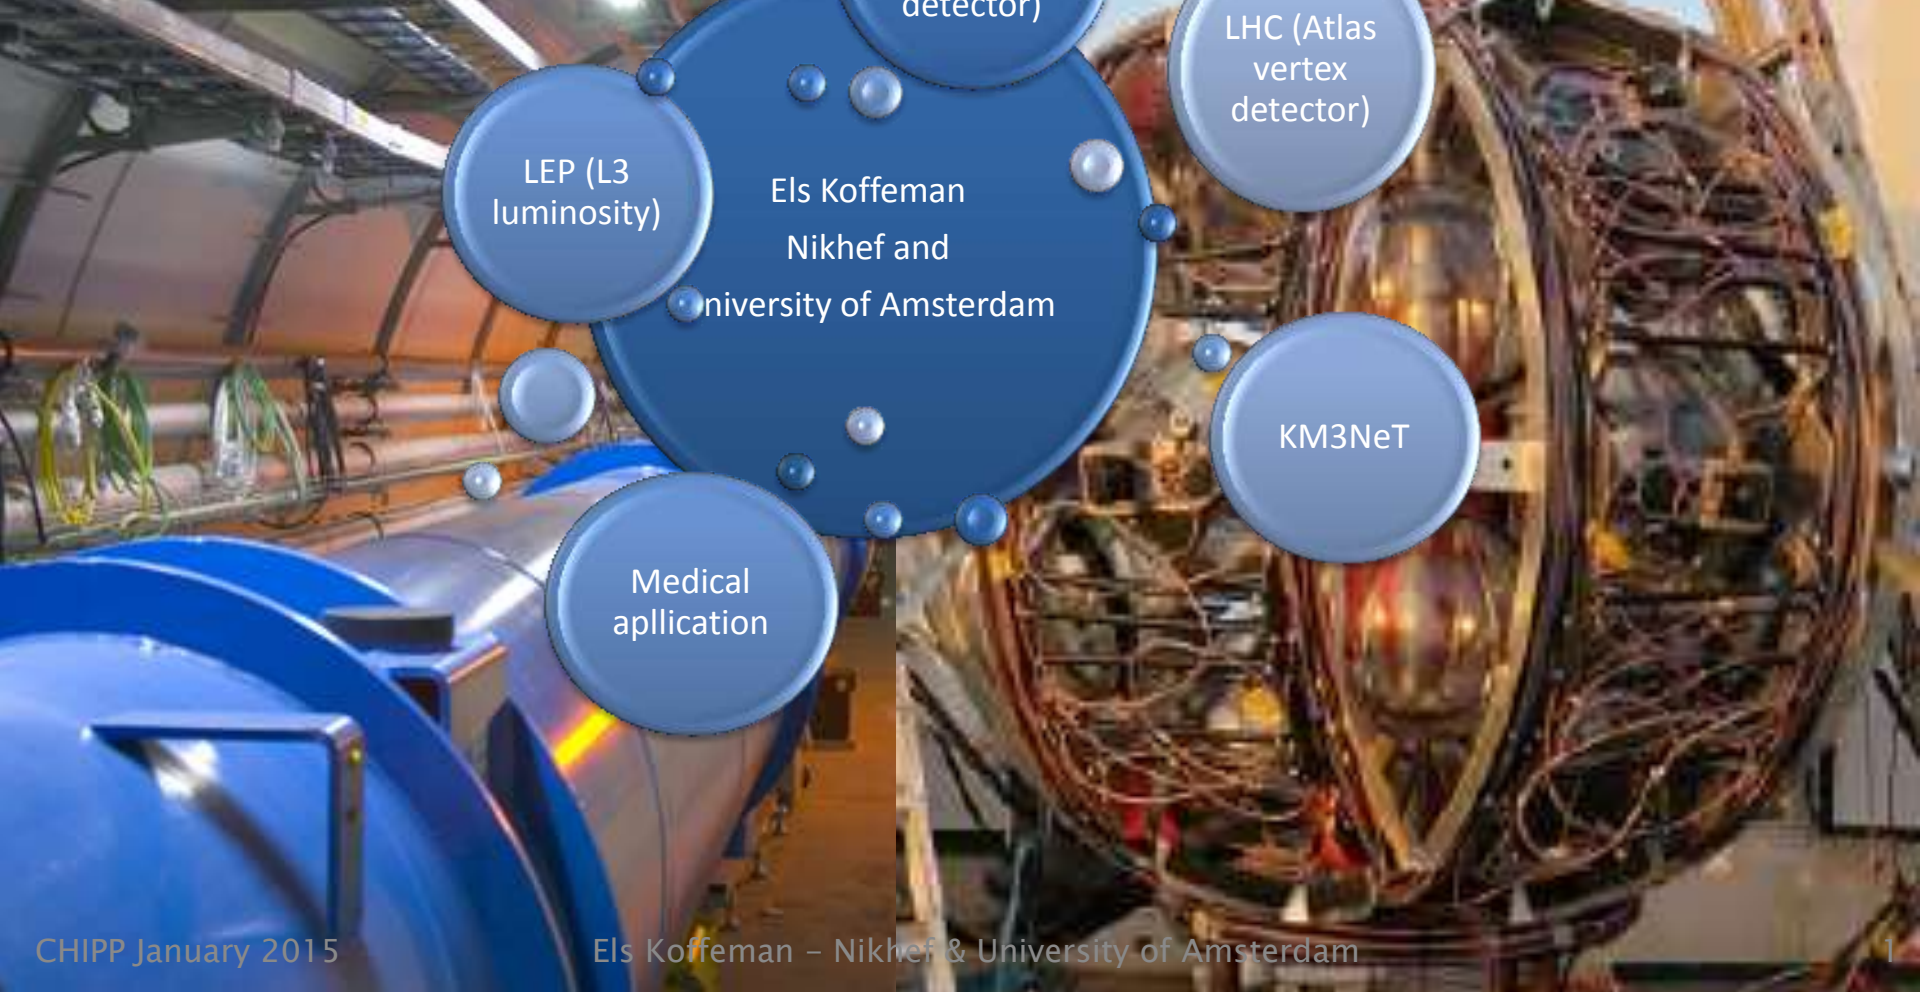 detector)
LHC (Atlas
vertex
detector)
LEP (L3
luminosity)
Els Koffeman
Nikhef and
niversity of Amsterdam
KM3NeT
Medical
apllication
CHIPP January 2015
Els Koffeman – Nikhef & University of Amsterdam
1